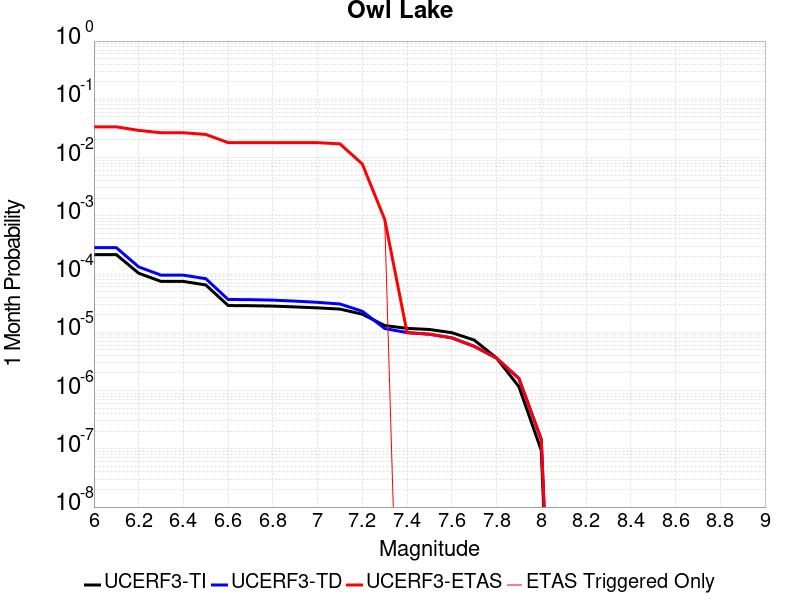 Owl Lake
10^0
10^-1
10^-2
10^-3
10^-4
10^-5
10^-6
10^-7
10^-8
1 Month Probability
6 6.2 6.4 6.6 6.8 7 7.2 7.4 7.6 7.8 8 8.2 8.4 8.6 8.8 9
Magnitude
UCERF3-TI UCERF3-TD UCERF3-ETAS ETAS Triggered Only